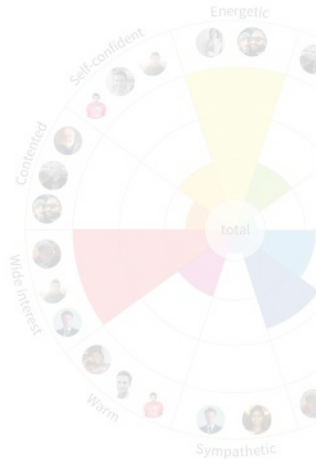 Energetic
Self-confident
Contented
total
Wide interest
Warm
Sympathetic